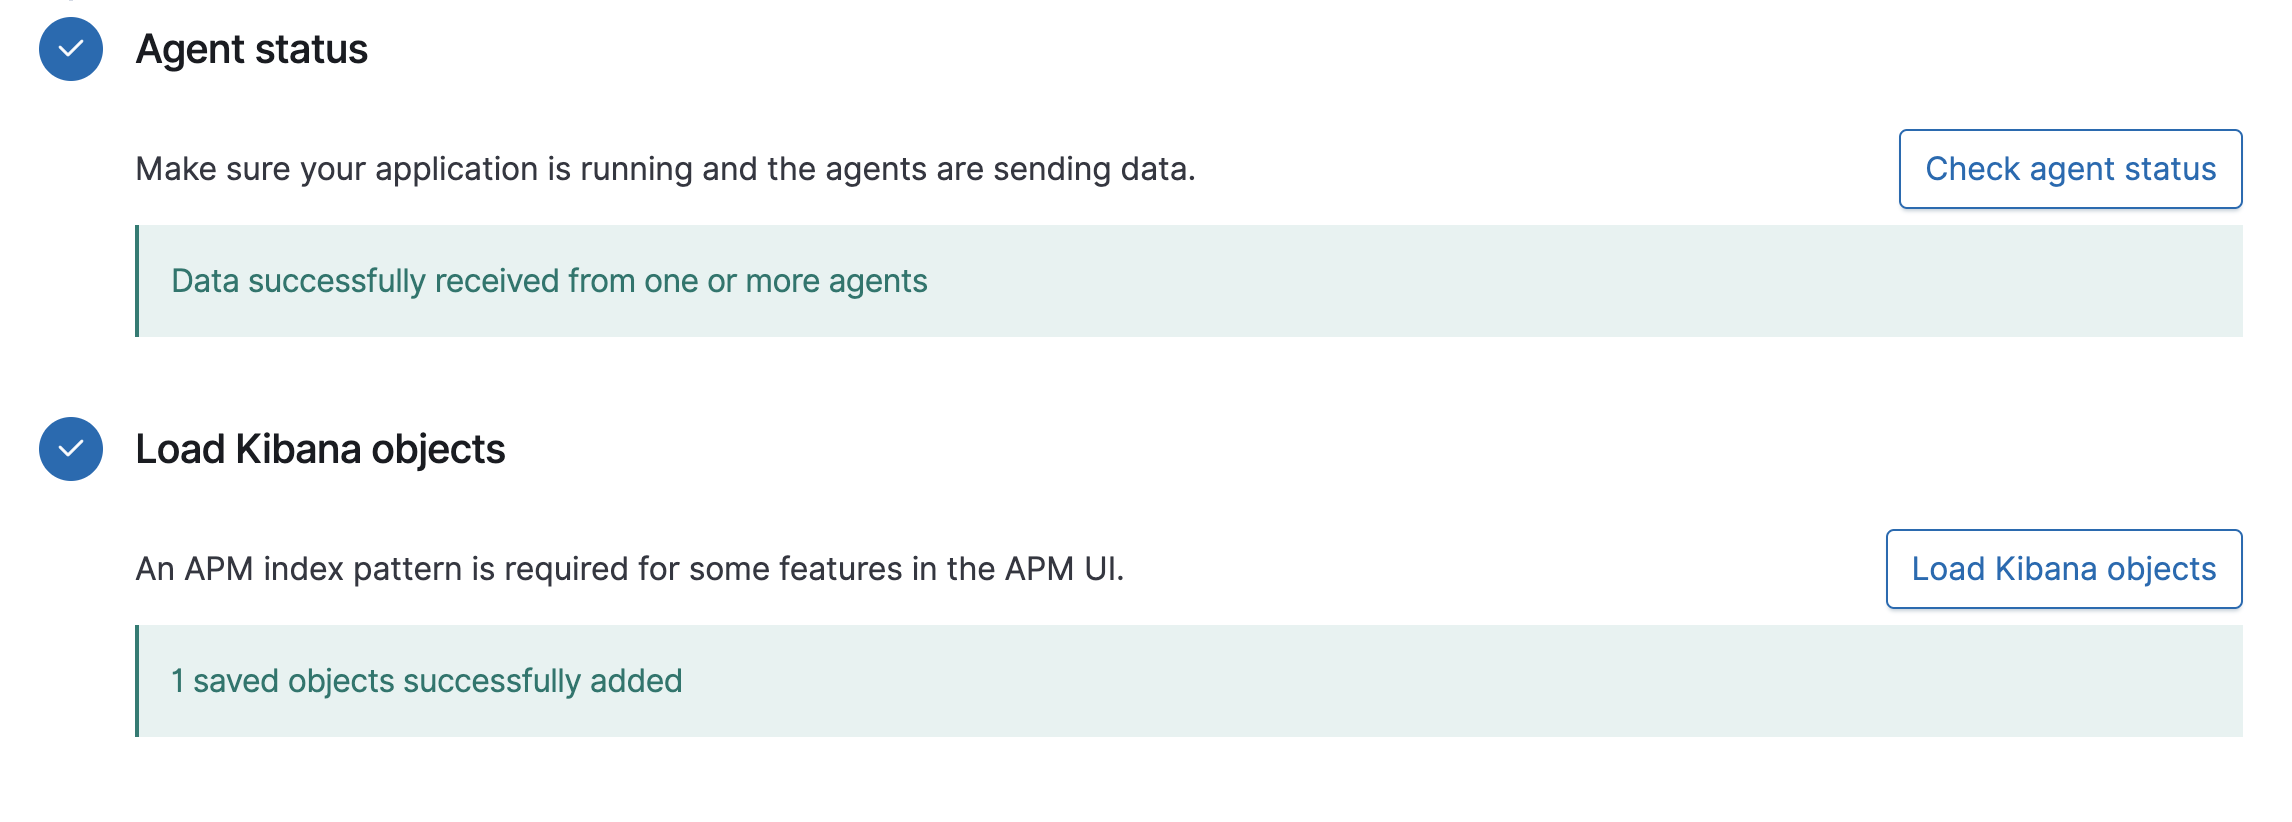 Agent status
Make sure your application is running and the agents are sending data.
Check agent status
Data successfully received from one or more agents
Load Kibana objects
An APM index pattern is required for some features in the APM UI.
Load Kibana objects
1 saved objects successfully added